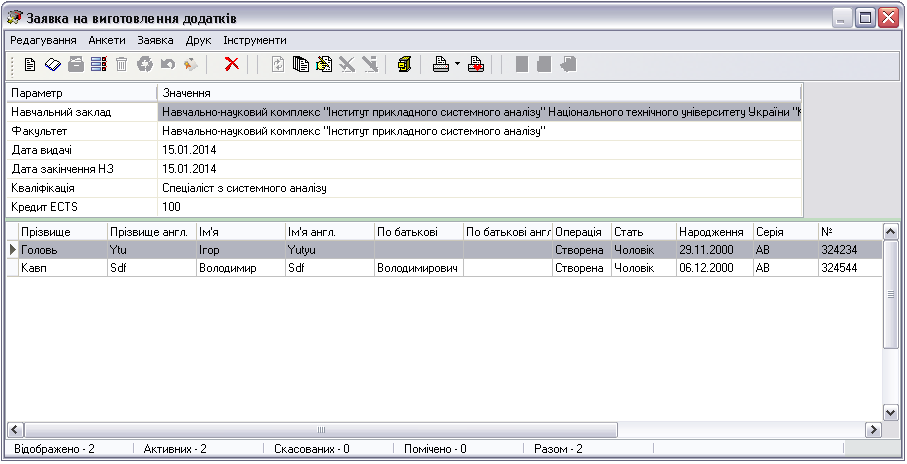 Заявка на виготовлення додатків
Редагування Анкети Заявка Друк Інструменти
Параметр Значення
Навчальний заклад Навчально-науковий комплекс "Інститут прикладного системного аналізу" Національного технічного університету України "К
Факультет Навчально-науковий комплекс "Інститут прикладного системного аналізу"
Дата видачі 15.01.2014
Дата закінчення НЗ 15.01.2014
Кваліфікація Спеціаліст з системного аналізу
Кредит ECTS 100
Прізвище Прізвище англ. Ім'я Ім'я англ. По батькові По батькові англ Операція Стать Народження Серія №
Головь Ytu Ігор Yutyu Створена Чоловік 29.11.2000 АВ 324234
Кавп Sdf Володимир Sdf Володимирович Створена Чоловік 06.12.2000 АВ 324544
Відображено - 2 Активних - 2 Скасованих - 0 Помічено - 0 Разом - 2